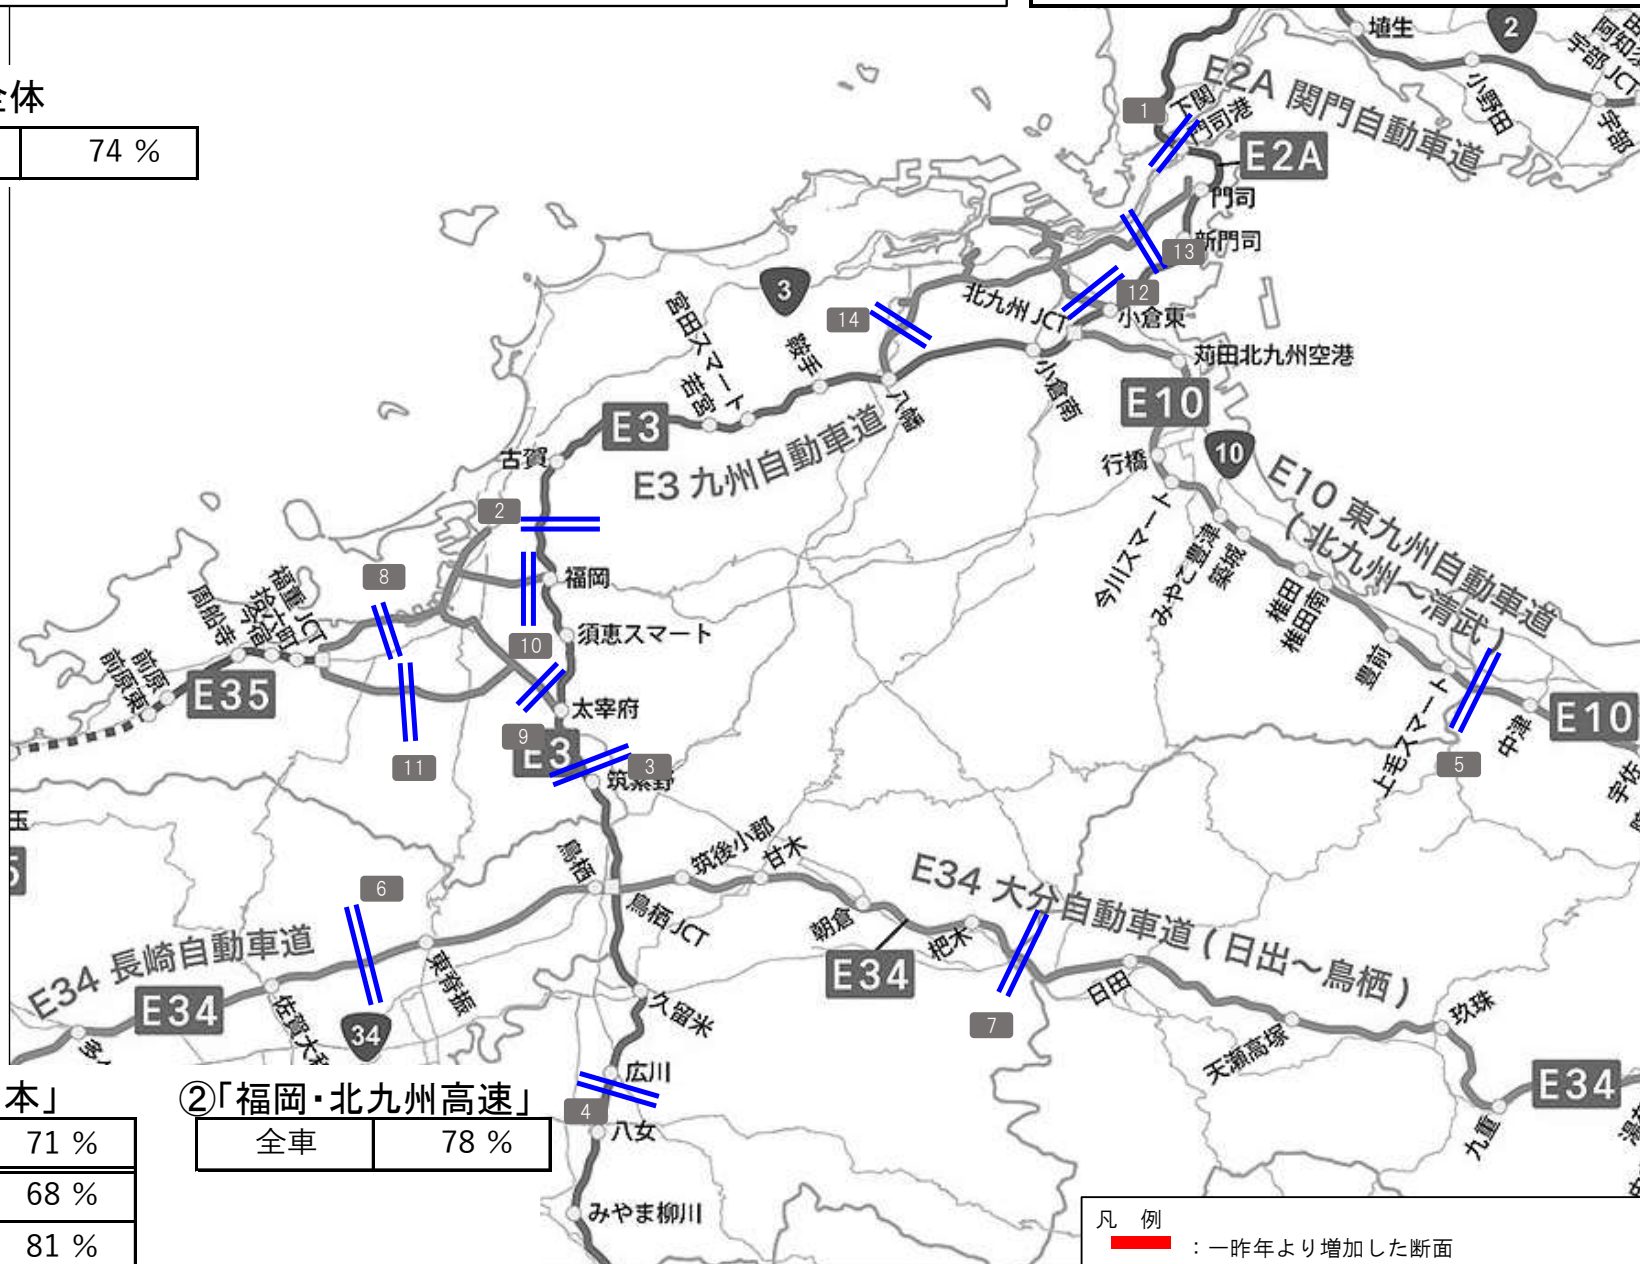 全体
74 %
埴生
2
宇部 JCT
小野田
宇部
E2A 関門自動車道
1
下関
門司港
E2A
門司
新門司
13
12
北九州 JCT
小倉東
苅田北九州空港
小倉南
3
14
宮田スマート
若宮
鞍手
八幡
E3
E3 九州自動車道
古賀
E10
10
行橋
今川スマート
みやこ豊津
築城
椎田
椎田南
豊前
上毛スマート
中津
宇佐
E10 東九州自動車道
( 北九州～清武 )
E10
5
2
福岡
8
福重 JCT
拾六町
今宿
周船寺
前原
前原東
E35
10
須恵スマート
太宰府
9
E3
3
筑紫野
11
玉
5
6
鳥栖
鳥栖 JCT
筑後小郡
甘木
朝倉
杷木
E34 大分自動車道 ( 日出～鳥栖 )
E34
E34 長崎自動車道
E34
東脊振
佐賀大和
34
多久
7
日田
天瀬高塚
玖珠
九重
E34
久留米
広川
4
八女
みやま柳川
本」
71 %
68 %
81 %
②「福岡・北九州高速」
全車 78 %
凡 例
：一昨年より増加した断面